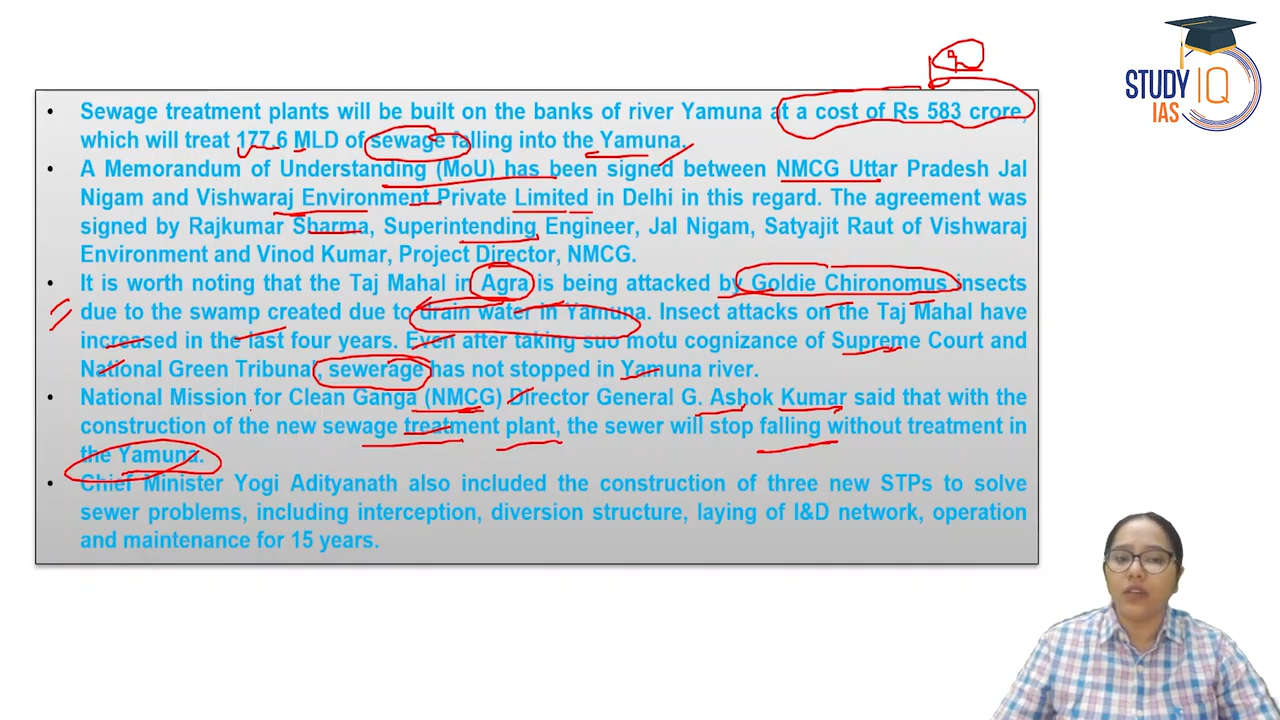 STUDY IQ
IAS
• Sewage treatment plants will be built on the banks of river Yamuna at a cost of Rs 583 crore,
which will treat 177.6 MLD of sewage falling into the Yamuna.
• A Memorandum of Understanding (MoU) has been signed between NMCG Uttar Pradesh Jal
Nigam and Vishwaraj Environment Private Limited in Delhi in this regard. The agreement was
signed by Rajkumar Sharma, Superintending Engineer, Jal Nigam, Satyajit Raut of Vishwaraj
Environment and Vinod Kumar, Project Director, NMCG.
• It is worth noting that the Taj Mahal in Agra is being attacked by Goldie Chironomus insects
due to the swamp created due to drain water in Yamuna. Insect attacks on the Taj Mahal have
increased in the last four years. Even after taking suo motu cognizance of Supreme Court and
National Green Tribunal, sewerage has not stopped in Yamuna river.
• National Mission for Clean Ganga (NMCG) Director General G. Ashok Kumar said that with the
construction of the new sewage treatment plant, the sewer will stop falling without treatment in
the Yamuna.
• Chief Minister Yogi Adityanath also included the construction of three new STPs to solve
sewer problems, including interception, diversion structure, laying of I&D network, operation
and maintenance for 15 years.